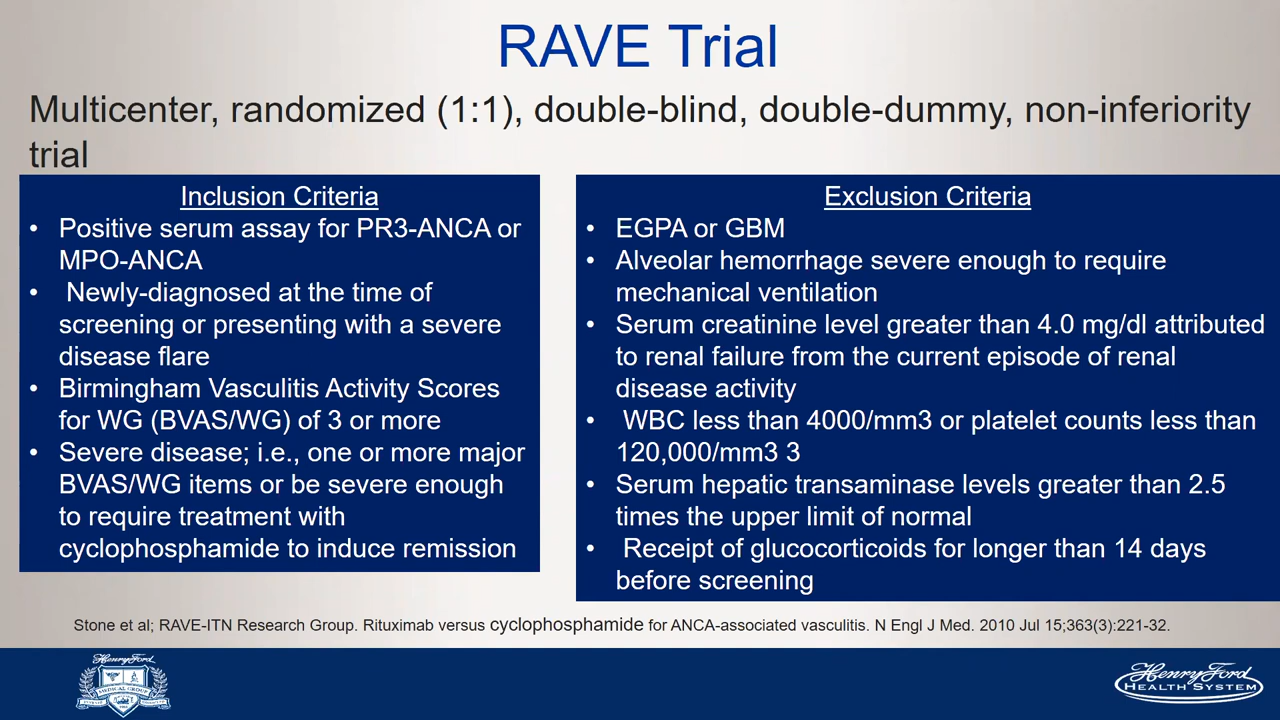 RAVE Trial
Multicenter, randomized (1:1), double-blind, double-dummy, non-inferiority
trial
Inclusion Criteria
• Positive serum assay for PR3-ANCA or
MPO-ANCA
• Newly-diagnosed at the time of
screening or presenting with a severe
disease flare
• Birmingham Vasculitis Activity Scores
for WG (BVAS/WG) of 3 or more
• Severe disease; i.e., one or more major
BVAS/WG items or be severe enough
to require treatment with
cyclophosphamide to induce remission
Exclusion Criteria
• EGPA or GBM
• Alveolar hemorrhage severe enough to require
mechanical ventilation
• Serum creatinine level greater than 4.0 mg/dl attributed
to renal failure from the current episode of renal
disease activity
• WBC less than 4000/mm3 or platelet counts less than
120,000/mm3 3
• Serum hepatic transaminase levels greater than 2.5
times the upper limit of normal
• Receipt of glucocorticoids for longer than 14 days
before screening
Stone et al; RAVE-ITN Research Group. Rituximab versus cyclophosphamide for ANCA-associated vasculitis. N Engl J Med. 2010 Jul 15;363(3):221-32.
Henry Ford
MEDICAL GROUP
Henry Ford
HEALTH SYSTEM